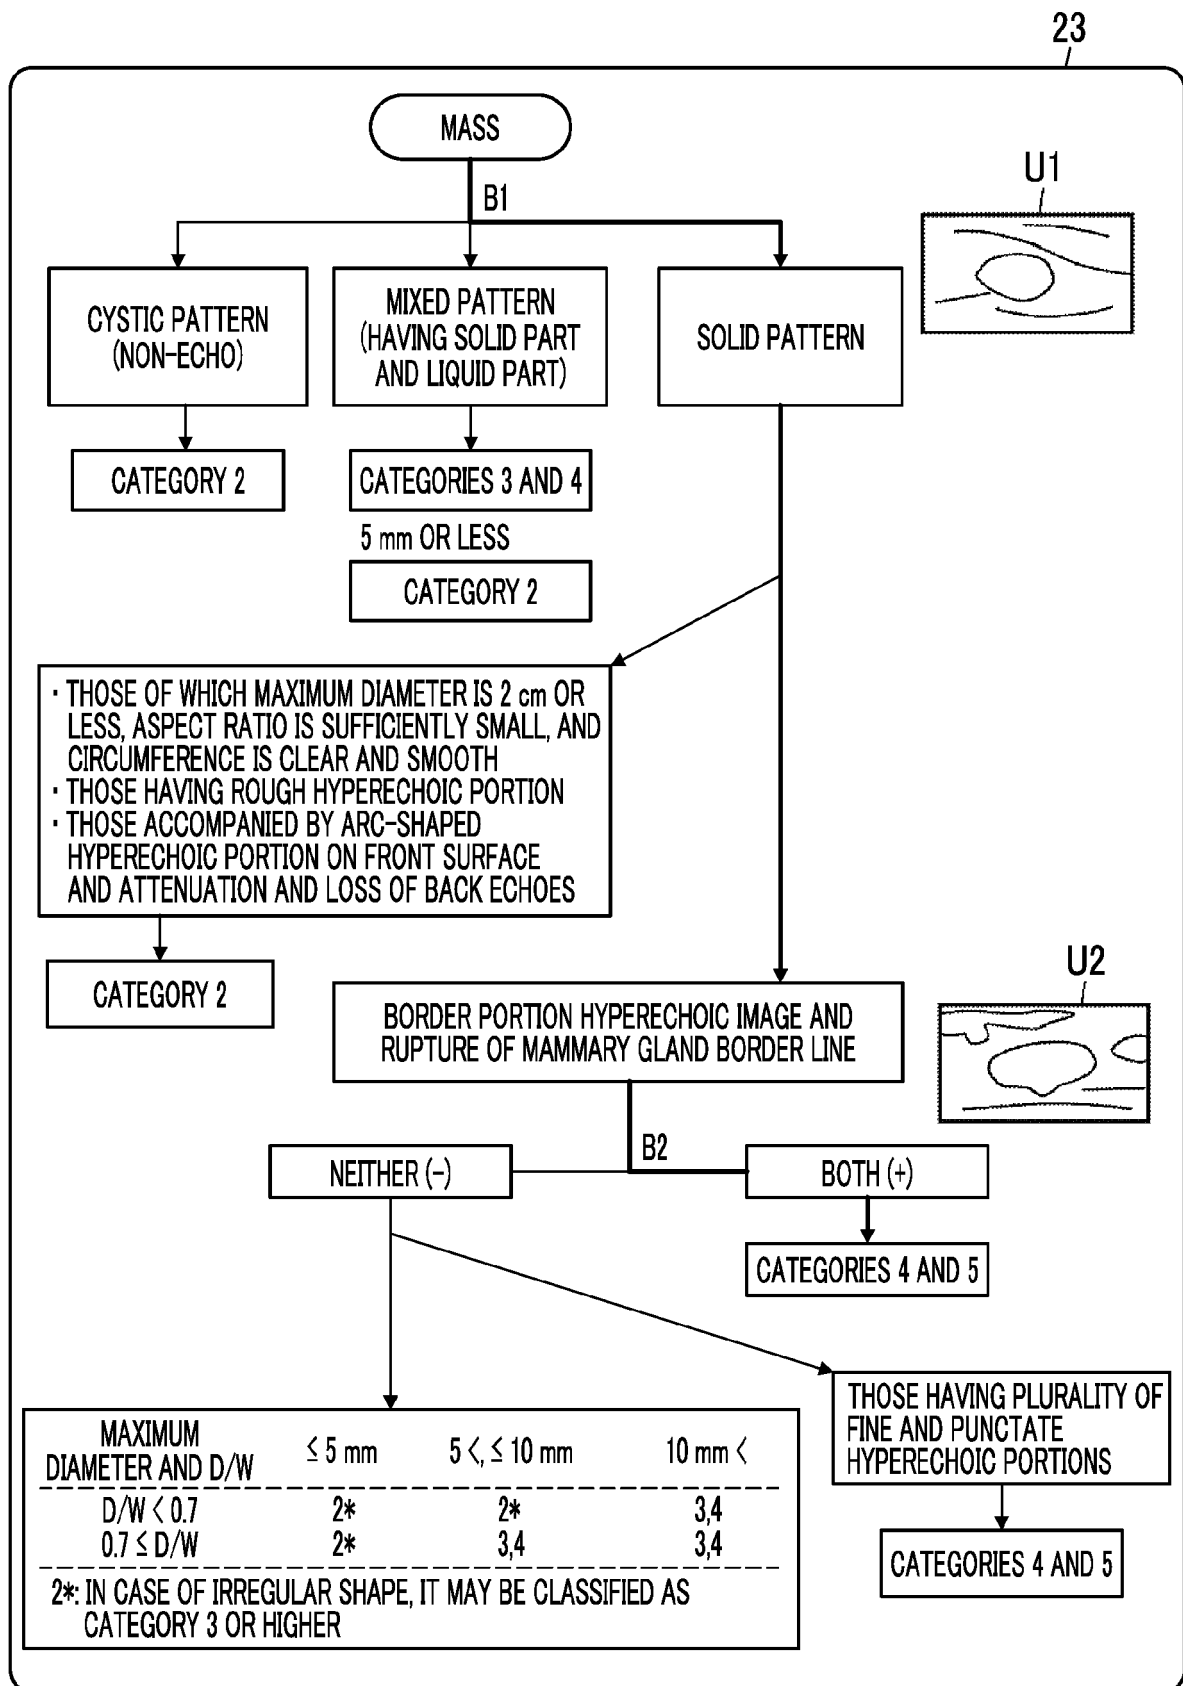 23
MASS
B1
U1
CYSTIC PATTERN
(NON-ECHO)
MIXED PATTERN
(HAVING SOLID PART
AND LIQUID PART)
SOLID PATTERN
CATEGORY 2
CATEGORIES 3 AND 4
5 mm OR LESS
CATEGORY 2
· THOSE OF WHICH MAXIMUM DIAMETER IS 2 cm OR
LESS, ASPECT RATIO IS SUFFICIENTLY SMALL, AND
CIRCUMFERENCE IS CLEAR AND SMOOTH
· THOSE HAVING ROUGH HYPERECHOIC PORTION
· THOSE ACCOMPANIED BY ARC-SHAPED
HYPERECHOIC PORTION ON FRONT SURFACE
AND ATTENUATION AND LOSS OF BACK ECHOES
CATEGORY 2
U2
BORDER PORTION HYPERECHOIC IMAGE AND
RUPTURE OF MAMMARY GLAND BORDER LINE
B2
NEITHER (-)
BOTH (+)
CATEGORIES 4 AND 5
THOSE HAVING PLURALITY OF
FINE AND PUNCTATE
HYPERECHOIC PORTIONS
CATEGORIES 4 AND 5
MAXIMUM
DIAMETER AND D/W ≤ 5 mm 5 <, ≤ 10 mm 10 mm <
D/W < 0.7 2* 2* 3,4
0.7 ≤ D/W 2* 3,4 3,4
2*: IN CASE OF IRREGULAR SHAPE, IT MAY BE CLASSIFIED AS
CATEGORY 3 OR HIGHER